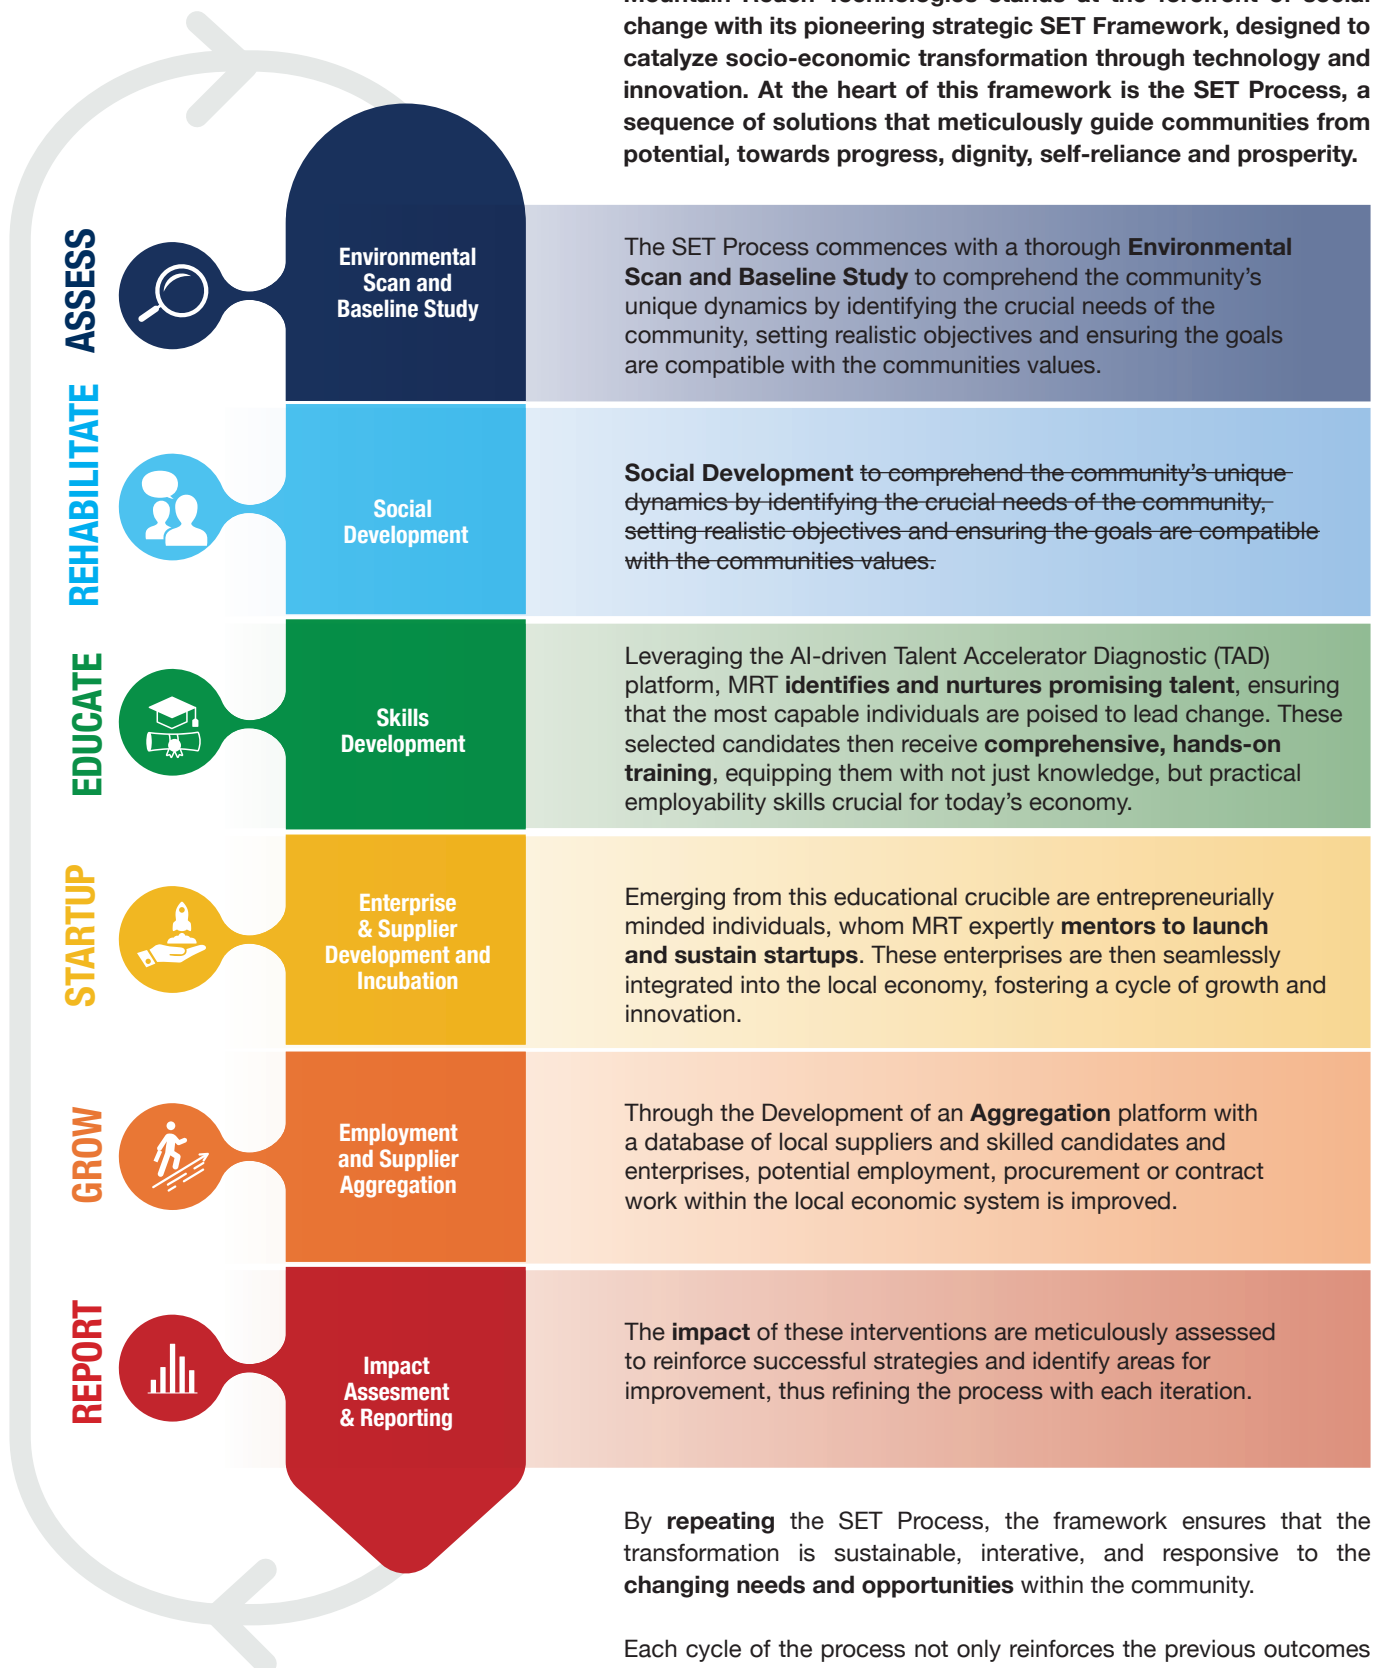 Mountain Reach Technologies stands at the forefront of social
change with its pioneering strategic SET Framework, designed to
catalyze socio-economic transformation through technology and
innovation. At the heart of this framework is the SET Process, a
sequence of solutions that meticulously guide communities from
potential, towards progress, dignity, self-reliance and prosperity.
ASSESS
Environmental
Scan and
Baseline Study
The SET Process commences with a thorough Environmental
Scan and Baseline Study to comprehend the community's
unique dynamics by identifying the crucial needs of the
community, setting realistic objectives and ensuring the goals
are compatible with the communities values.
REHABILITATE
Social
Development
Social Development to comprehend the community's unique
dynamics by identifying the crucial needs of the community,
setting realistic objectives and ensuring the goals are compatible
with the communities values.
EDUCATE
Skills
Development
Leveraging the AI-driven Talent Accelerator Diagnostic (TAD)
platform, MRT identifies and nurtures promising talent, ensuring
that the most capable individuals are poised to lead change. These
selected candidates then receive comprehensive, hands-on
training, equipping them with not just knowledge, but practical
employability skills crucial for today's economy.
STARTUP
Enterprise
& Supplier
Development and
Incubation
Emerging from this educational crucible are entrepreneurially
minded individuals, whom MRT expertly mentors to launch
and sustain startups. These enterprises are then seamlessly
integrated into the local economy, fostering a cycle of growth and
innovation.
GROW
Employment
and Supplier
Aggregation
Through the Development of an Aggregation platform with
a database of local suppliers and skilled candidates and
enterprises, potential employment, procurement or contract
work within the local economic system is improved.
REPORT
Impact
Assesment
& Reporting
The impact of these interventions are meticulously assessed
to reinforce successful strategies and identify areas for
improvement, thus refining the process with each iteration.
By repeating the SET Process, the framework ensures that the
transformation is sustainable, interative, and responsive to the
changing needs and opportunities within the community.
Each cycle of the process not only reinforces the previous outcomes